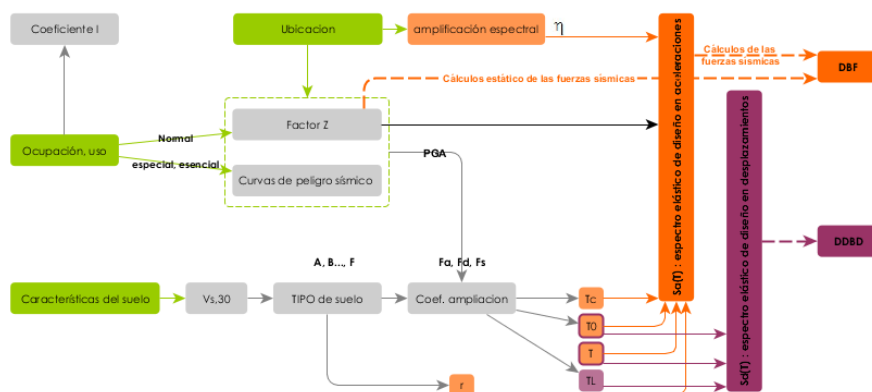 Coeficiente I
Ubicacion
amplificación espectral
η
Cálculos de las
fuerzas sísmicas
DBF
Cálculos estático de las fuerzas sísmicas
Ocupación, uso
Normal
especial, esencial
Factor Z
Curvas de peligro sísmico
PGA
Sa(T) : espectro elástico de diseño en aceleraciones
Sd(T) : espectro elástico de diseño en desplazamientos
DDBD
A, B..., F
Fa, Fd, Fs
Características del suelo
Vs.30
TIPO de suelo
Coef. ampliacion
Tc
T0
T
TL
r